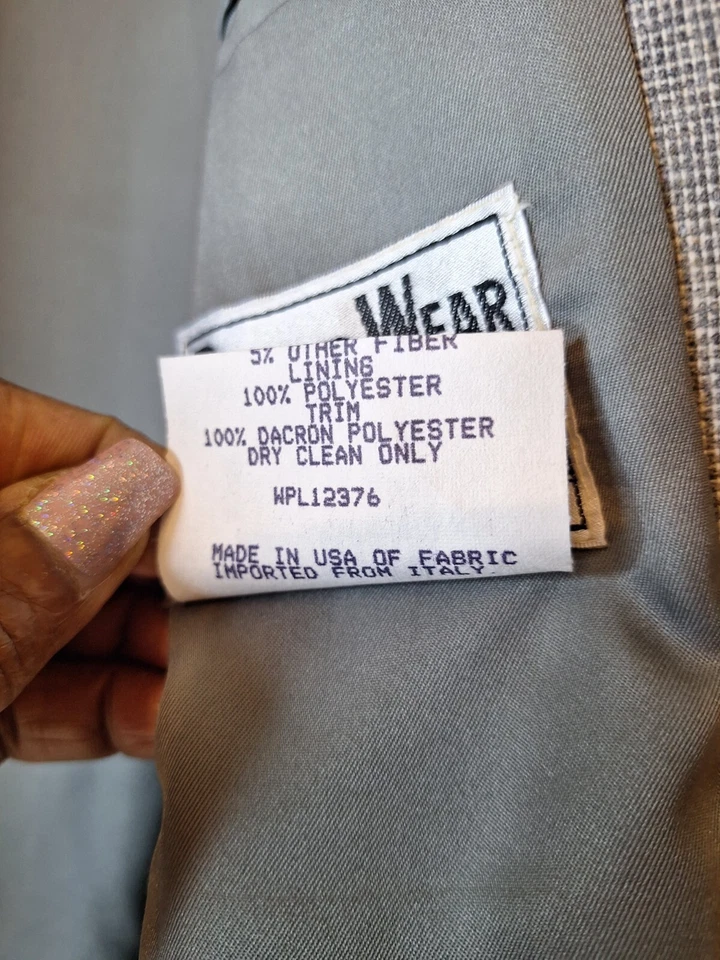 WEAR
5% OTHER FIBER
LINING
100% POLYESTER
TRIM
100% DACRON POLYESTER
DRY CLEAN ONLY
WPL12376
MADE IN USA OF FABRIC
IMPORTED FROM ITALY.